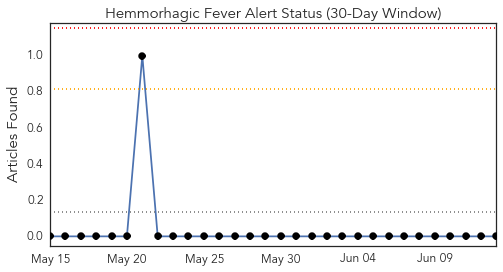 Hemmorhagic Fever Alert Status (30-Day Window)
Articles Found
1.0
0.8
0.6
0.4
0.2
0.0
May 15 May 20 May 25 May 30 Jun 04 Jun 09